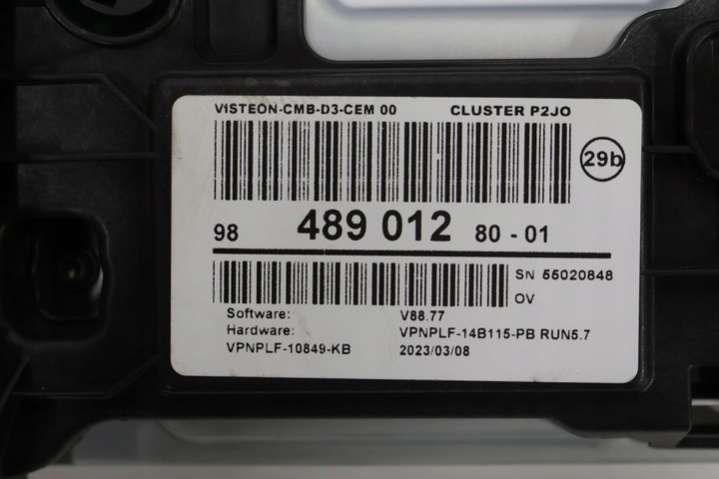 VISTEON-CMB-D3-CEM 00 CLUSTER P2JO
29b
98 489 012 80 - 01
SN 55020848
OV
Software: V88.77
Hardware: VPNPLF-14B115-PB RUN5.7
VPNPLF-10849-KB 2023/03/08